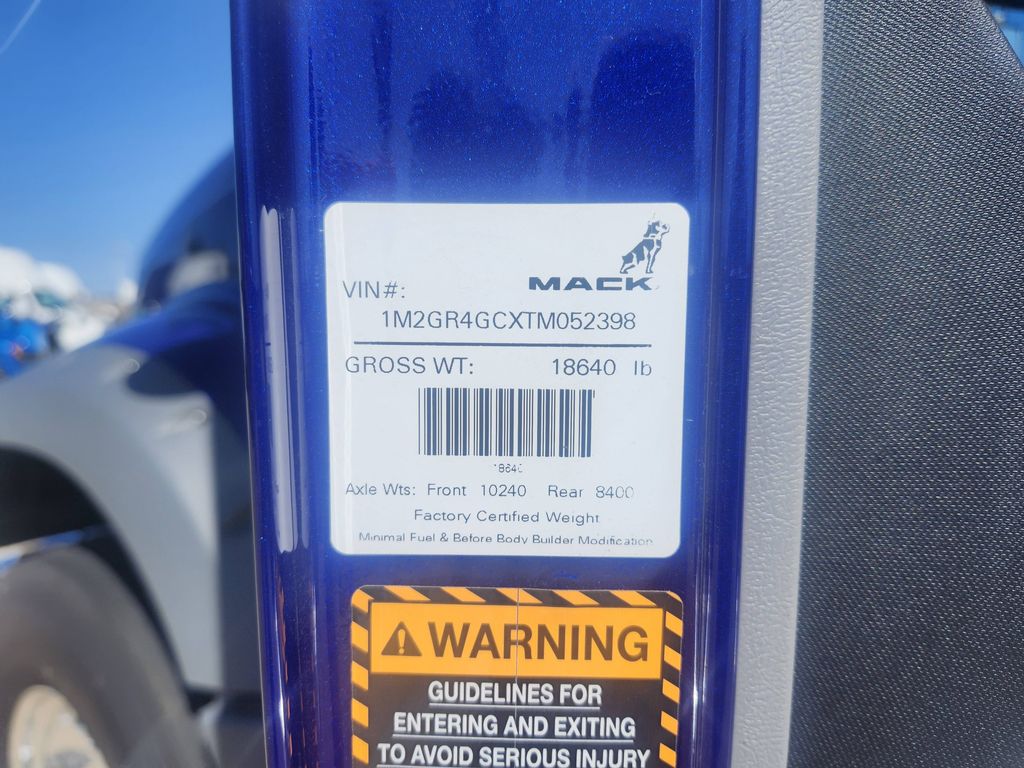 MACK
VIN#:
1M2GR4GCXTM052398
GROSS WT: 18640 lb
18640
Axle Wts: Front 10240 Rear 8400
Factory Certified Weight
Minimal Fuel & Before Body Builder Modification
WARNING
GUIDELINES FOR
ENTERING AND EXITING
TO AVOID SERIOUS INJURY